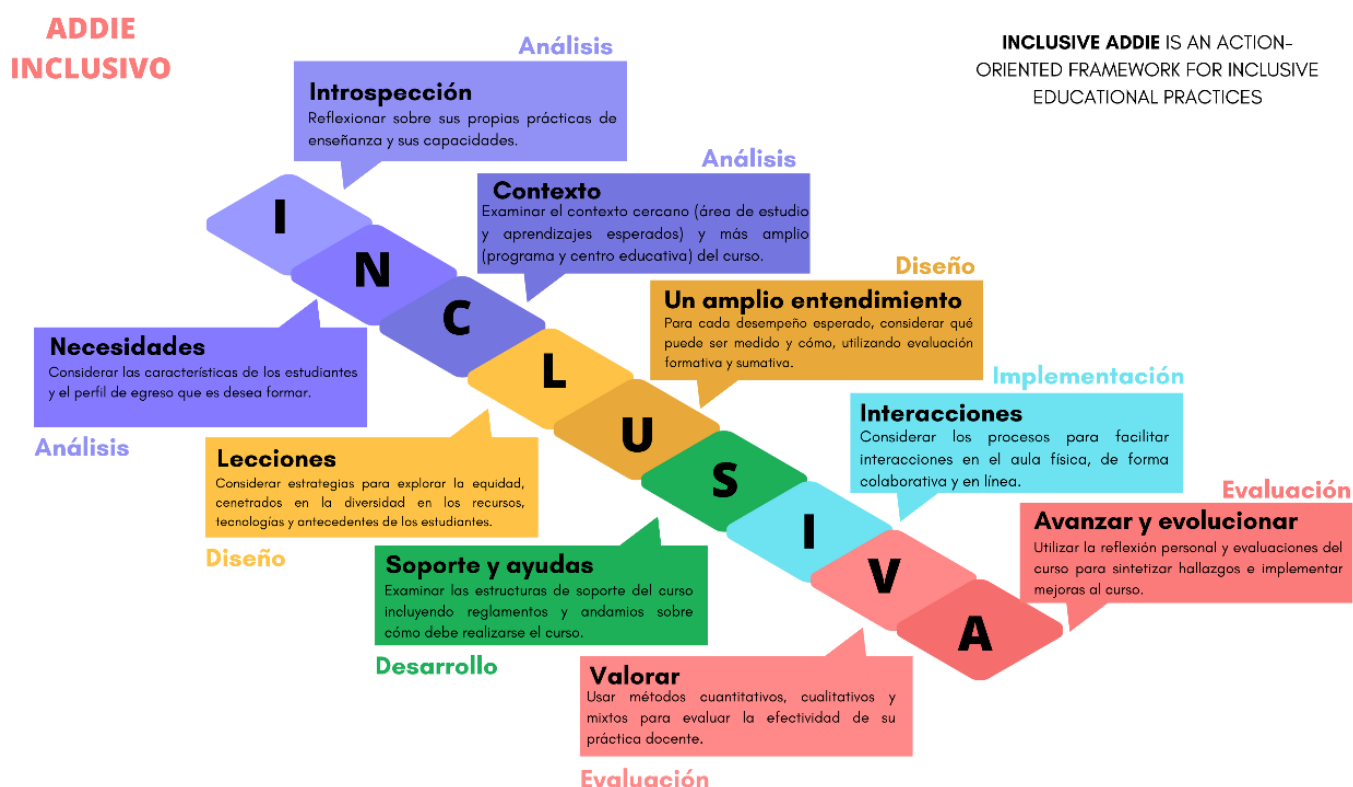 ADDIE
INCLUSIVO
INCLUSIVE ADDIE IS AN ACTION-
ORIENTED FRAMEWORK FOR INCLUSIVE
EDUCATIONAL PRACTICES
Análisis
Introspección
Reflexionar sobre sus propias prácticas de
enseñanza y sus capacidades.
I
Necesidades
Considerar las características de los estudiantes
y el perfil de egreso que es desea formar.
Análisis
N
Análisis
Contexto
Examinar el contexto cercano (área de estudio
y aprendizajes esperados) y más amplio
(programa y centro educativa) del curso.
C
Lecciones
Considerar estrategias para explorar la equidad,
cenetrados en la diversidad en los recursos,
tecnologías y antecedentes de los estudiantes.
Diseño
L
Diseño
Un amplio entendimiento
Para cada desempeño esperado, considerar qué
puede ser medido y cómo, utilizando evaluación
formativa y sumativa.
U
Soporte y ayudas
Examinar las estructuras de soporte del curso
incluyendo reglamentos y andamios sobre
cómo debe realizarse el curso.
Desarrollo
S
Implementación
Interacciones
Considerar los procesos para facilitar
interacciones en el aula física, de forma
colaborativa y en línea.
I
Valorar
Usar métodos cuantitativos, cualitativos y
mixtos para evaluar la efectividad de su
práctica docente.
Evaluación
V
Evaluación
Avanzar y evolucionar
Utilizar la reflexión personal y evaluaciones del
curso para sintetizar hallazgos e implementar
mejoras al curso.
A